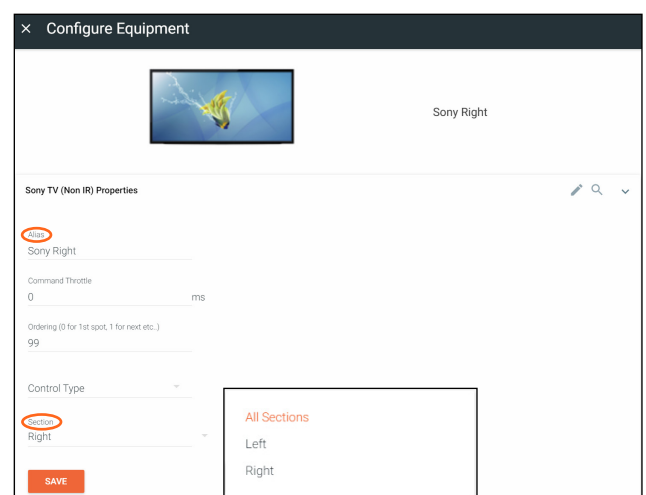 × Configure Equipment
Sony Right
Sony TV (Non IR) Properties
Alias
Sony Right
Command Throttle
0 ms
Ordering (0 for 1st spot, 1 for next etc..)
99
Control Type
Section
Right
All Sections
Left
Right
SAVE